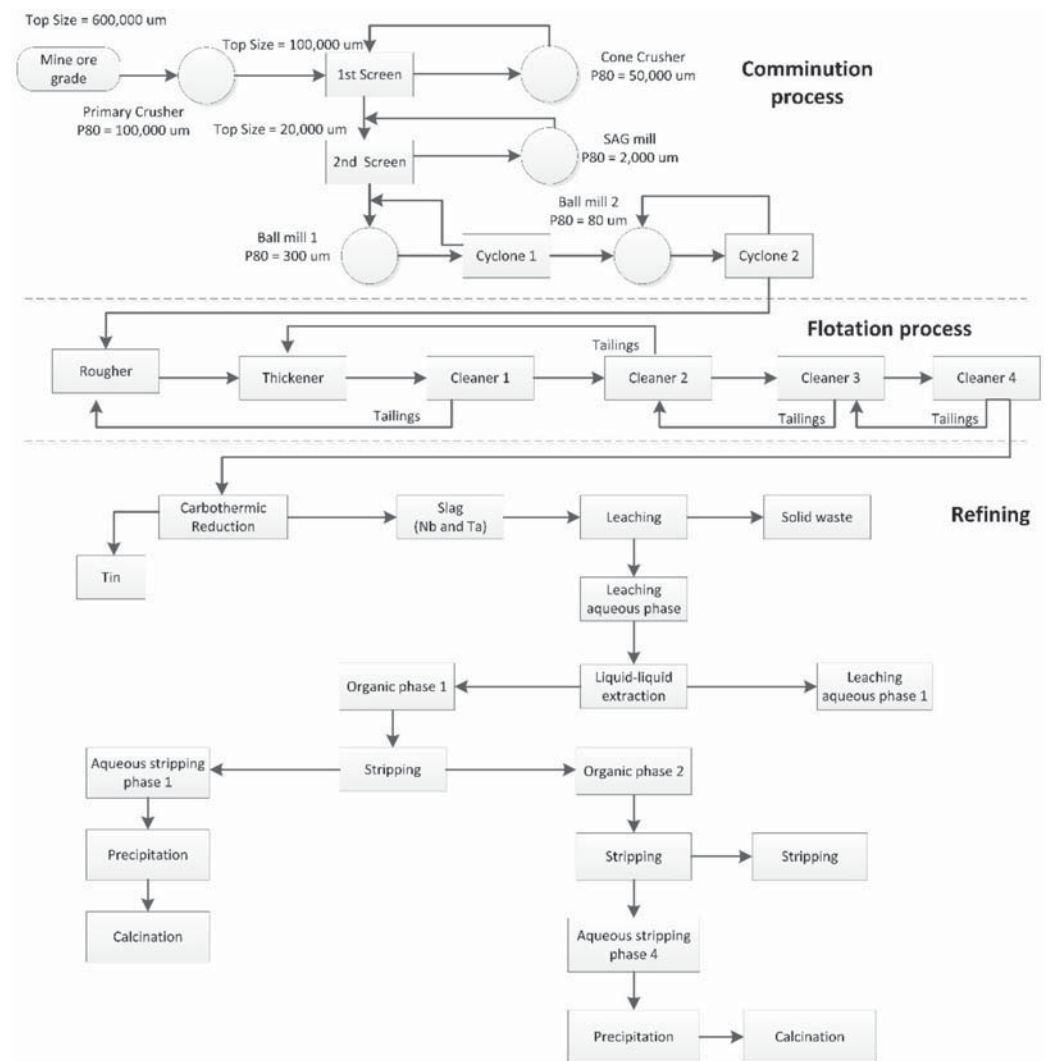 Top Size = 600,000 um
Mine ore
grade
Primary Crusher
P80 = 100,000 um
Top Size = 100,000 um
1st Screen
Cone Crusher
P80 = 50,000 um
Comminution
process
Top Size = 20,000 um
2nd Screen
SAG mill
P80 = 2,000 um
Ball mill 1
P80 = 300 um
Cyclone 1
Ball mill 2
P80 = 80 um
Cyclone 2
Flotation process
Rougher
Thickener
Cleaner 1
Tailings
Cleaner 2
Cleaner 3
Cleaner 4
Tailings
Tailings
Tailings
Carbothermic
Reduction
Slag
(Nb and Ta)
Leaching
Solid waste
Refining
Tin
Leaching
aqueous phase
Organic phase 1
Liquid-liquid
extraction
Leaching
aqueous phase 1
Aqueous stripping
phase 1
Stripping
Organic phase 2
Precipitation
Stripping
Stripping
Calcination
Aqueous stripping
phase 4
Precipitation
Calcination